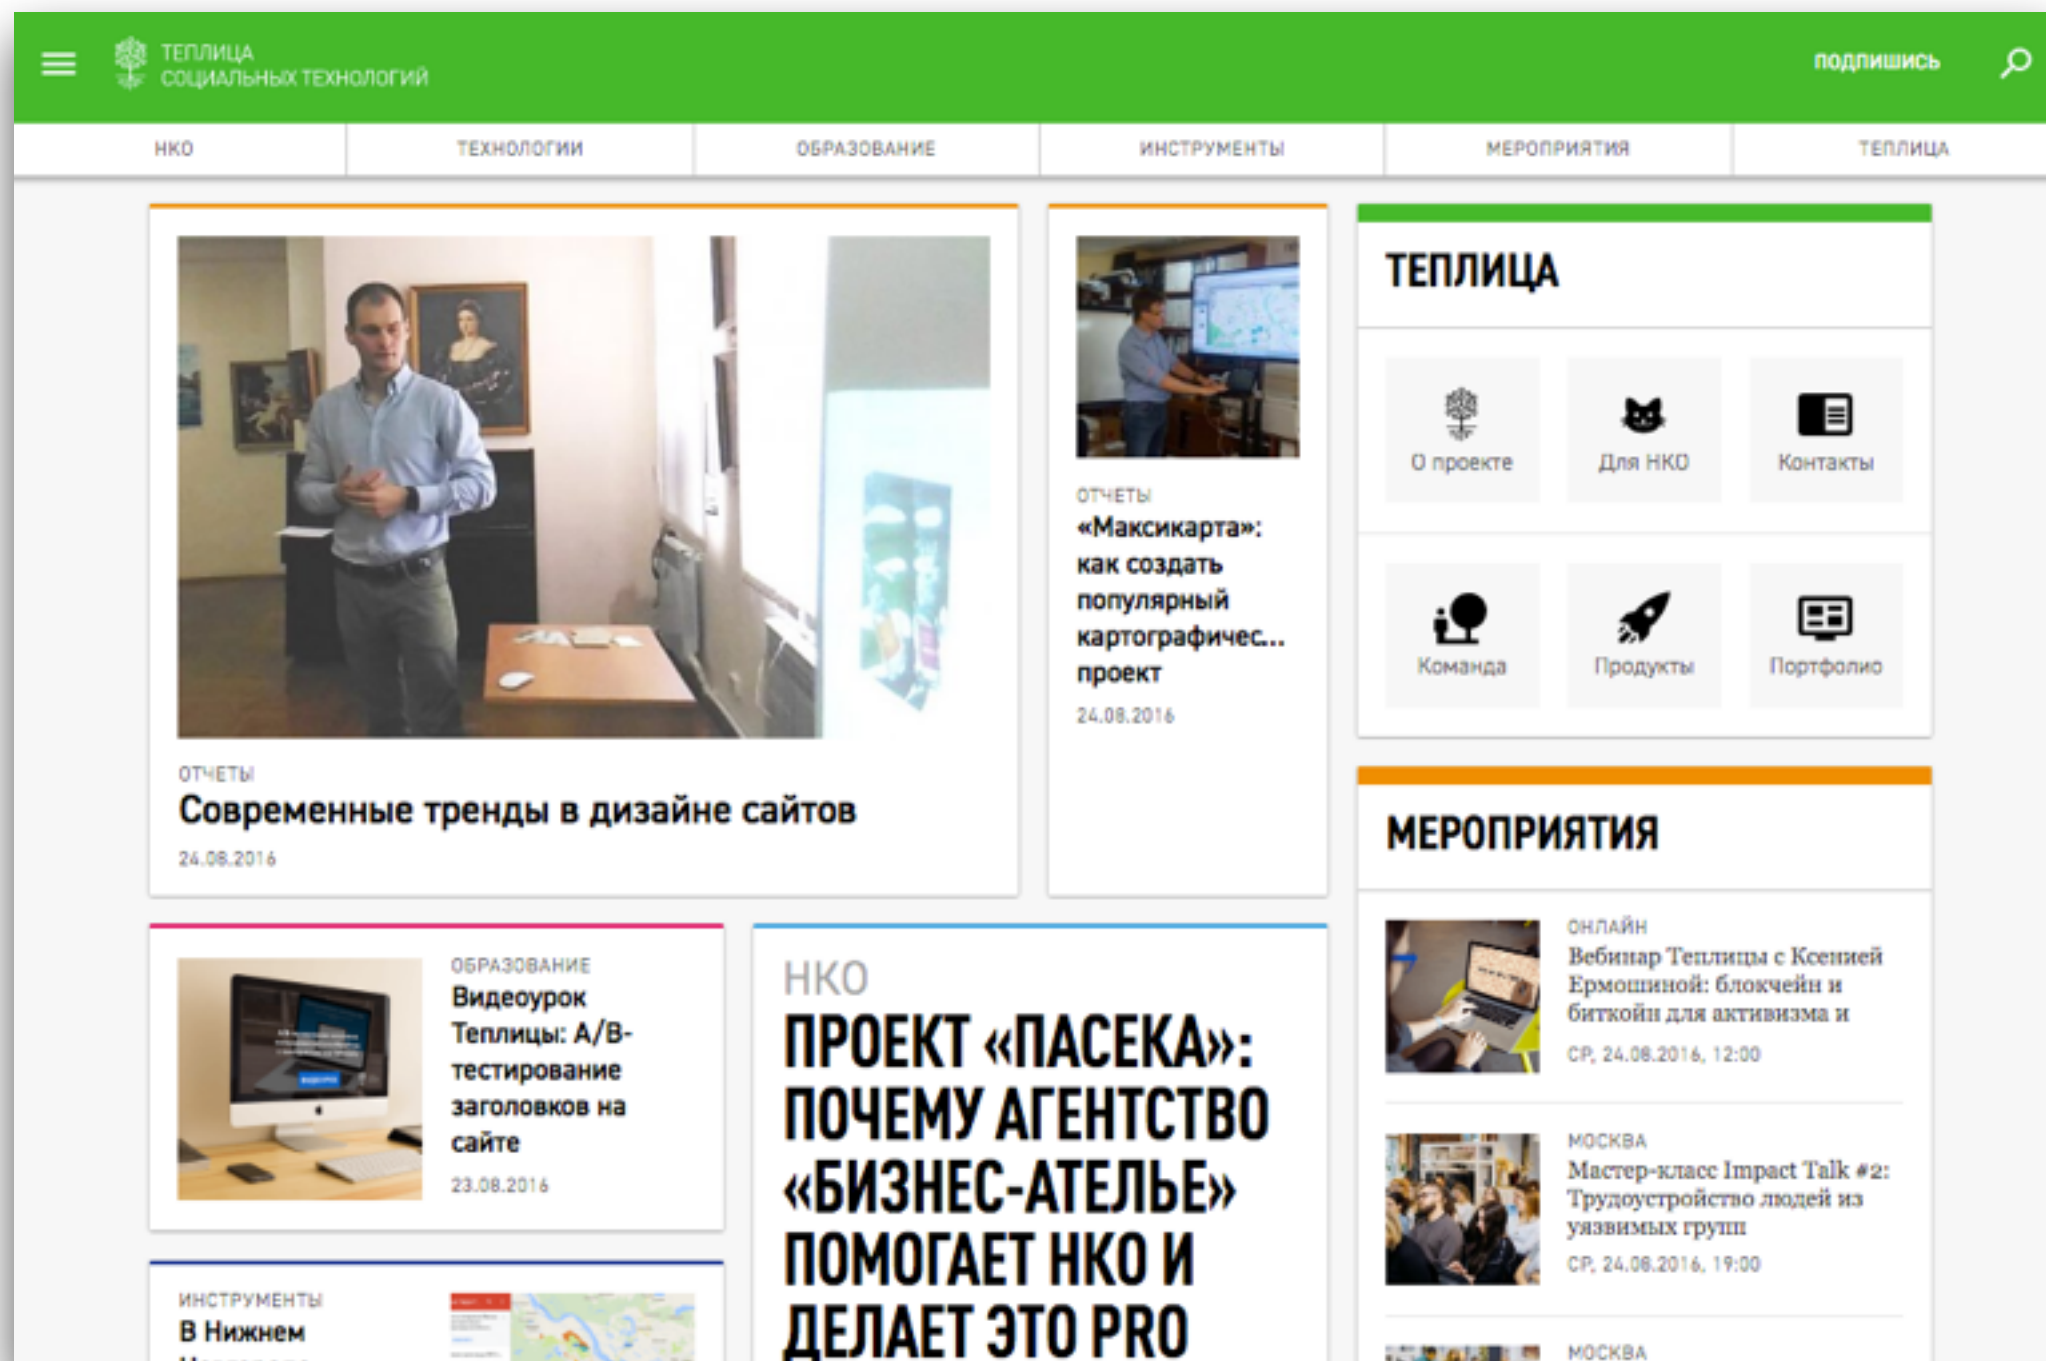 ТЕПЛИЦА
СОЦИАЛЬНЫХ ТЕХНОЛОГИЙ
ПОДПИШИСЬ
НКО
ТЕХНОЛОГИИ
ОБРАЗОВАНИЕ
ИНСТРУМЕНТЫ
МЕРОПРИЯТИЯ
ТЕПЛИЦА
ОТЧЕТЫ
Современные тренды в дизайне сайтов
24.08.2016
ОТЧЕТЫ
«Максикарта»:
как создать
популярный
картографичес...
проект
24.08.2016
ТЕПЛИЦА
О проекте
Для НКО
Контакты
Команда
Продукты
Портфолио
ОБРАЗОВАНИЕ
Видеоурок
Теплицы: А/В-
тестирование
заголовков на
сайте
23.08.2016
ИНСТРУМЕНТЫ
В Нижнем
НКО
ПРОЕКТ «ПАСЕКА»:
ПОЧЕМУ АГЕНТСТВО
«БИЗНЕС-АТЕЛЬЕ»
ПОМОГАЕТ НКО И
ДЕЛАЕТ ЭТО PRO
МЕРОПРИЯТИЯ
ОНЛАЙН
Вебинар Теплицы с Ксенией
Ермошиной: блокчейн и
биткойн для активизма и
СР, 24.08.2016, 12:00
МОСКВА
Мастер-класс Impact Talk #2:
Трудоустройство людей из
уязвимых групп
СР, 24.08.2016, 19:00
МОСКВА